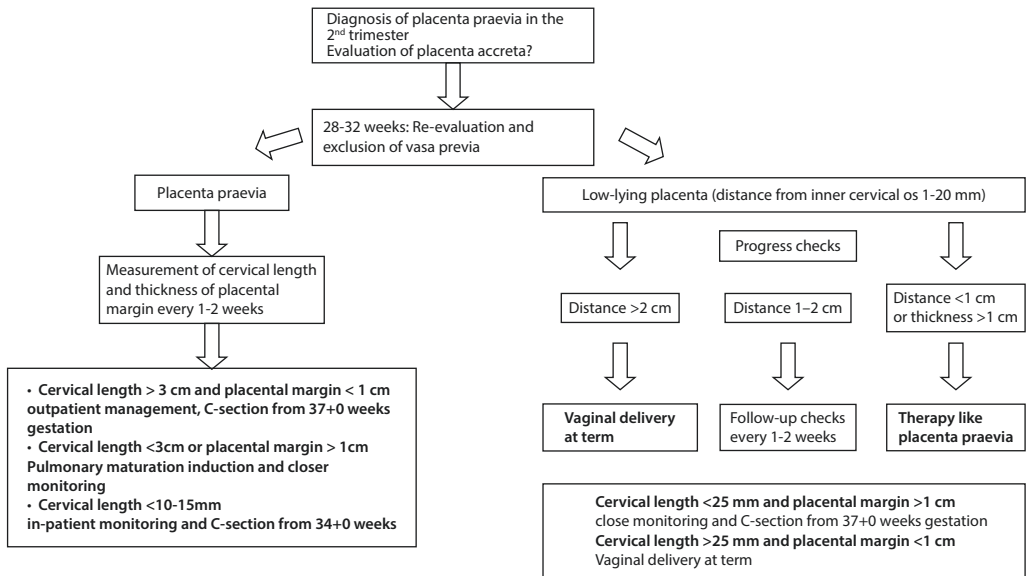 Diagnosis of placenta praevia in the
2nd trimester
Evaluation of placenta accreta?
28-32 weeks: Re-evaluation and
exclusion of vasa previa
Placenta praevia
Measurement of cervical length
and thickness of placental
margin every 1-2 weeks
• Cervical length > 3 cm and placental margin < 1 cm
outpatient management, C-section from 37+0 weeks
gestation
• Cervical length <3cm or placental margin > 1cm
Pulmonary maturation induction and closer
monitoring
• Cervical length <10-15mm
in-patient monitoring and C-section from 34+0 weeks
Low-lying placenta (distance from inner cervical os 1-20 mm)
Progress checks
Distance >2 cm
Distance 1–2 cm
Distance <1 cm
or thickness >1 cm
Vaginal delivery
at term
Follow-up checks
every 1-2 weeks
Therapy like
placenta praevia
Cervical length <25 mm and placental margin >1 cm
close monitoring and C-section from 37+0 weeks gestation
Cervical length >25 mm and placental margin <1 cm
Vaginal delivery at term